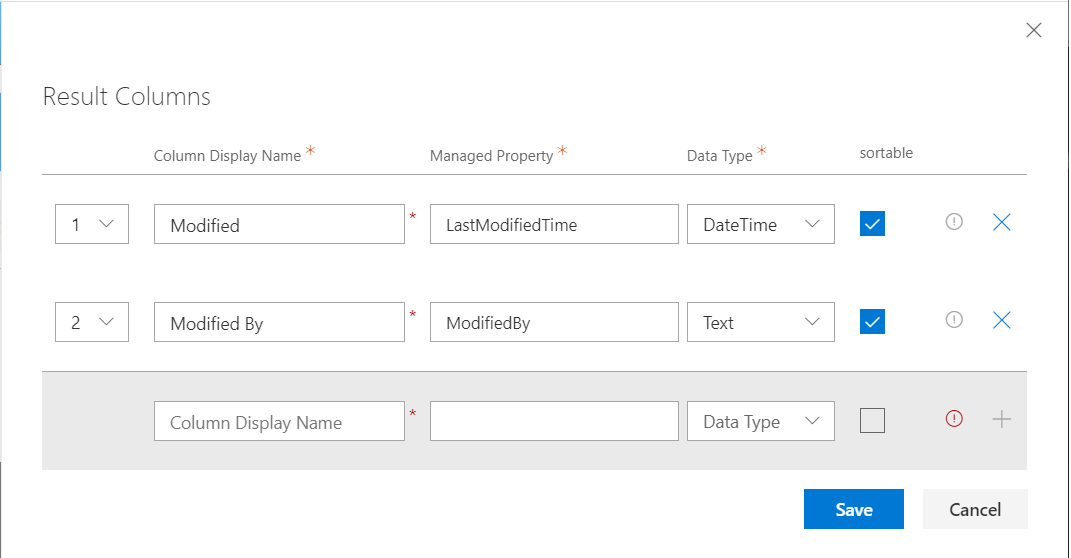 Result Columns
Column Display Name * Managed Property * Data Type * sortable
1 Modified * LastModifiedTime DateTime
2 Modified By * ModifiedBy Text
Column Display Name * Data Type
Save Cancel